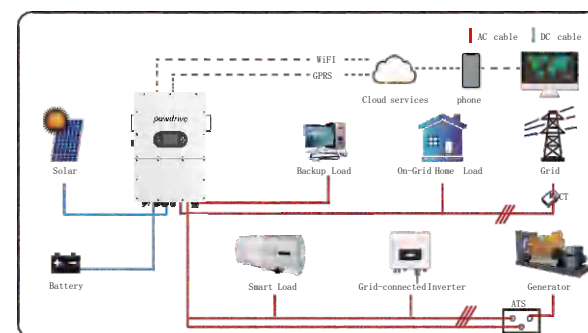 AC cable
DC cable
WiFI
GPRS
Cloud services
phone
powdrive
Solar
Backup Load
On-Grid Home Load
Grid
CT
Battery
Smart Load
Grid-connected Inverter
Generator
ATS